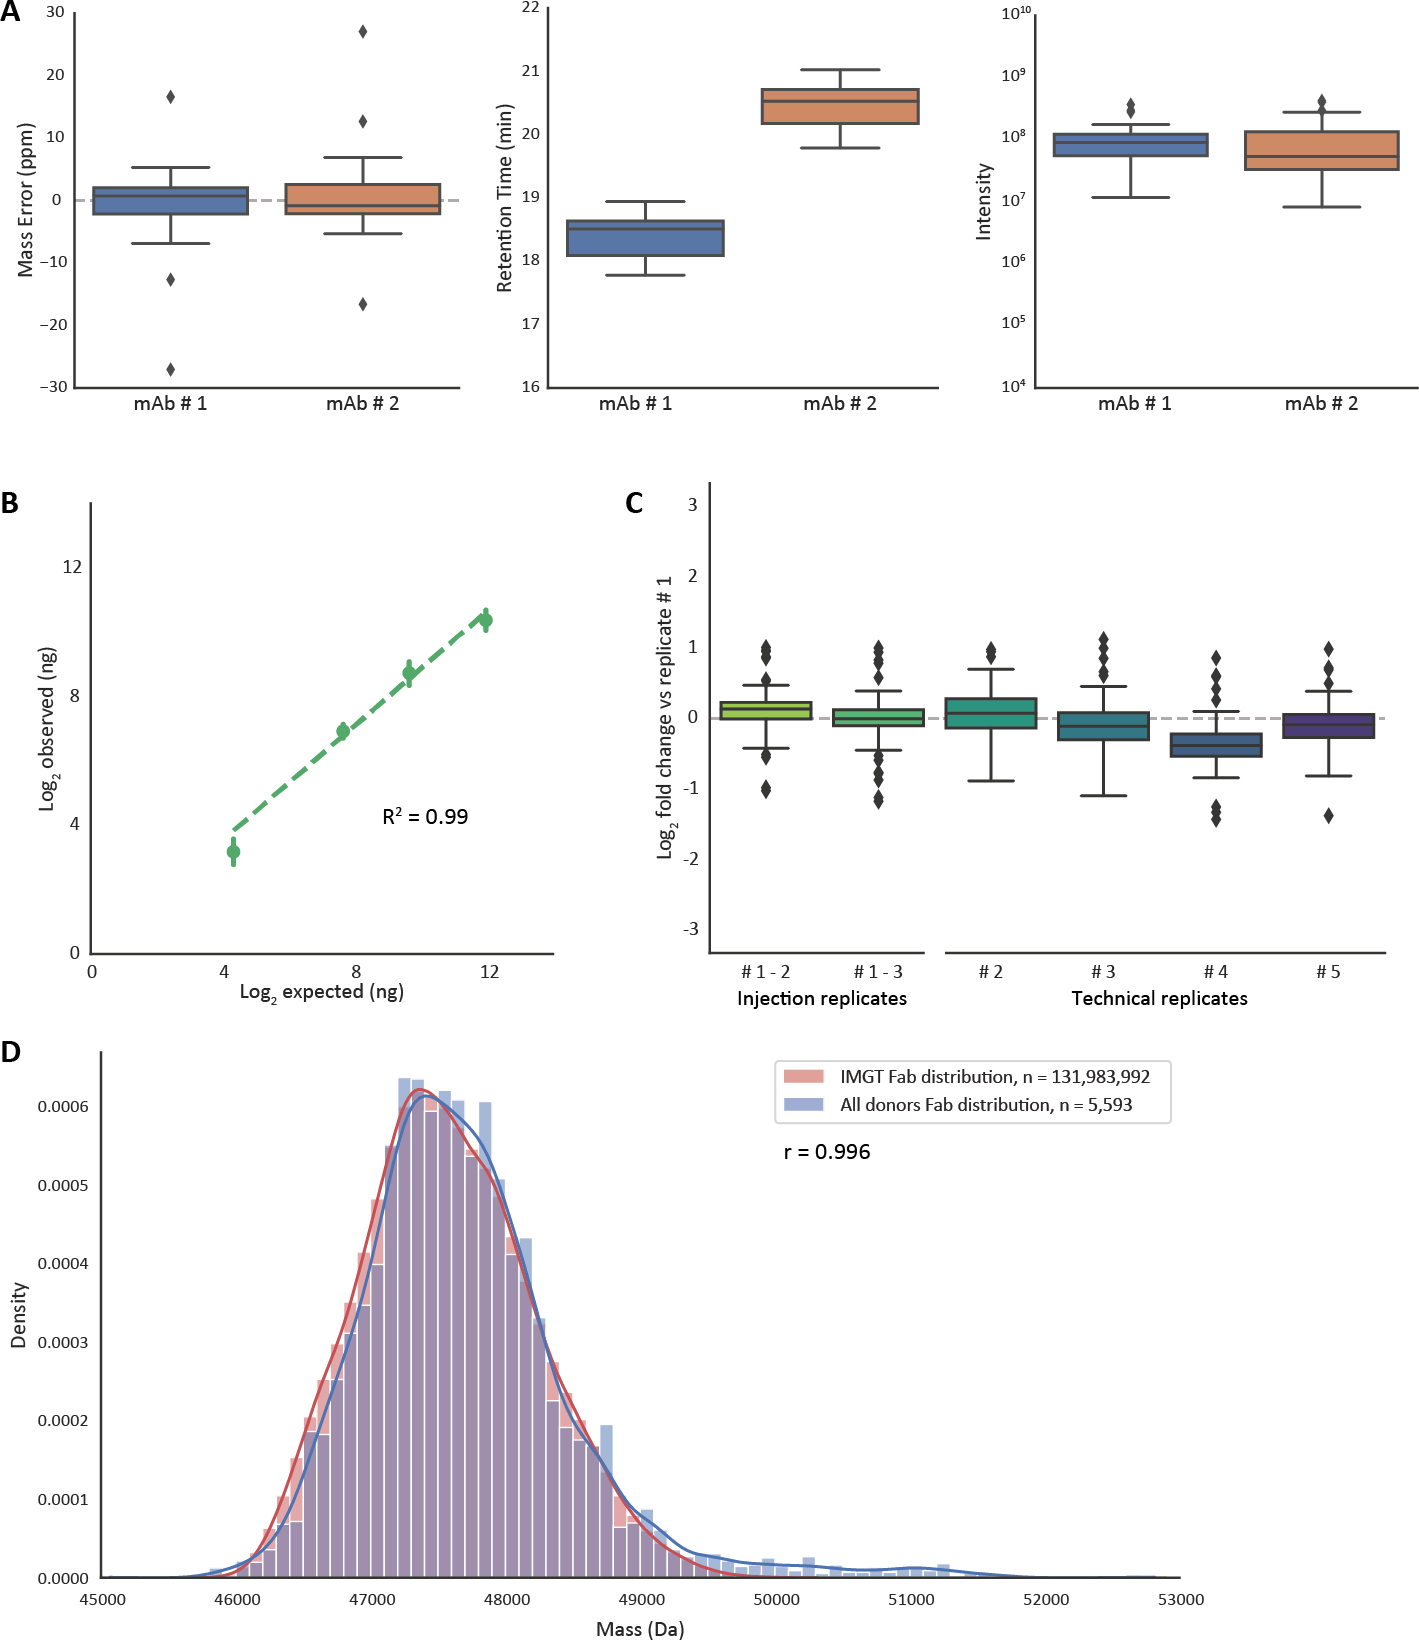 A
30
20
10
0
−10
−20
−30
Mass Error (ppm)
mAb # 1
mAb # 2
22
21
20
19
18
17
16
Retention Time (min)
mAb # 1
mAb # 2
10¹⁰
10⁹
10⁸
10⁷
10⁶
10⁵
10⁴
Intensity
mAb # 1
mAb # 2
B
12
8
4
0
Log₂ observed (ng)
R² = 0.99
0
4
8
12
Log₂ expected (ng)
C
3
2
1
0
-1
-2
-3
Log₂ fold change vs replicate # 1
# 1 - 2
# 1 - 3
# 2
# 3
# 4
# 5
Injection replicates
Technical replicates
D
0.0006
0.0005
0.0004
0.0003
0.0002
0.0001
0.0000
Density
IMGT Fab distribution, n = 131,983,992
All donors Fab distribution, n = 5,593
r = 0.996
45000
46000
47000
48000
49000
50000
51000
52000
53000
Mass (Da)